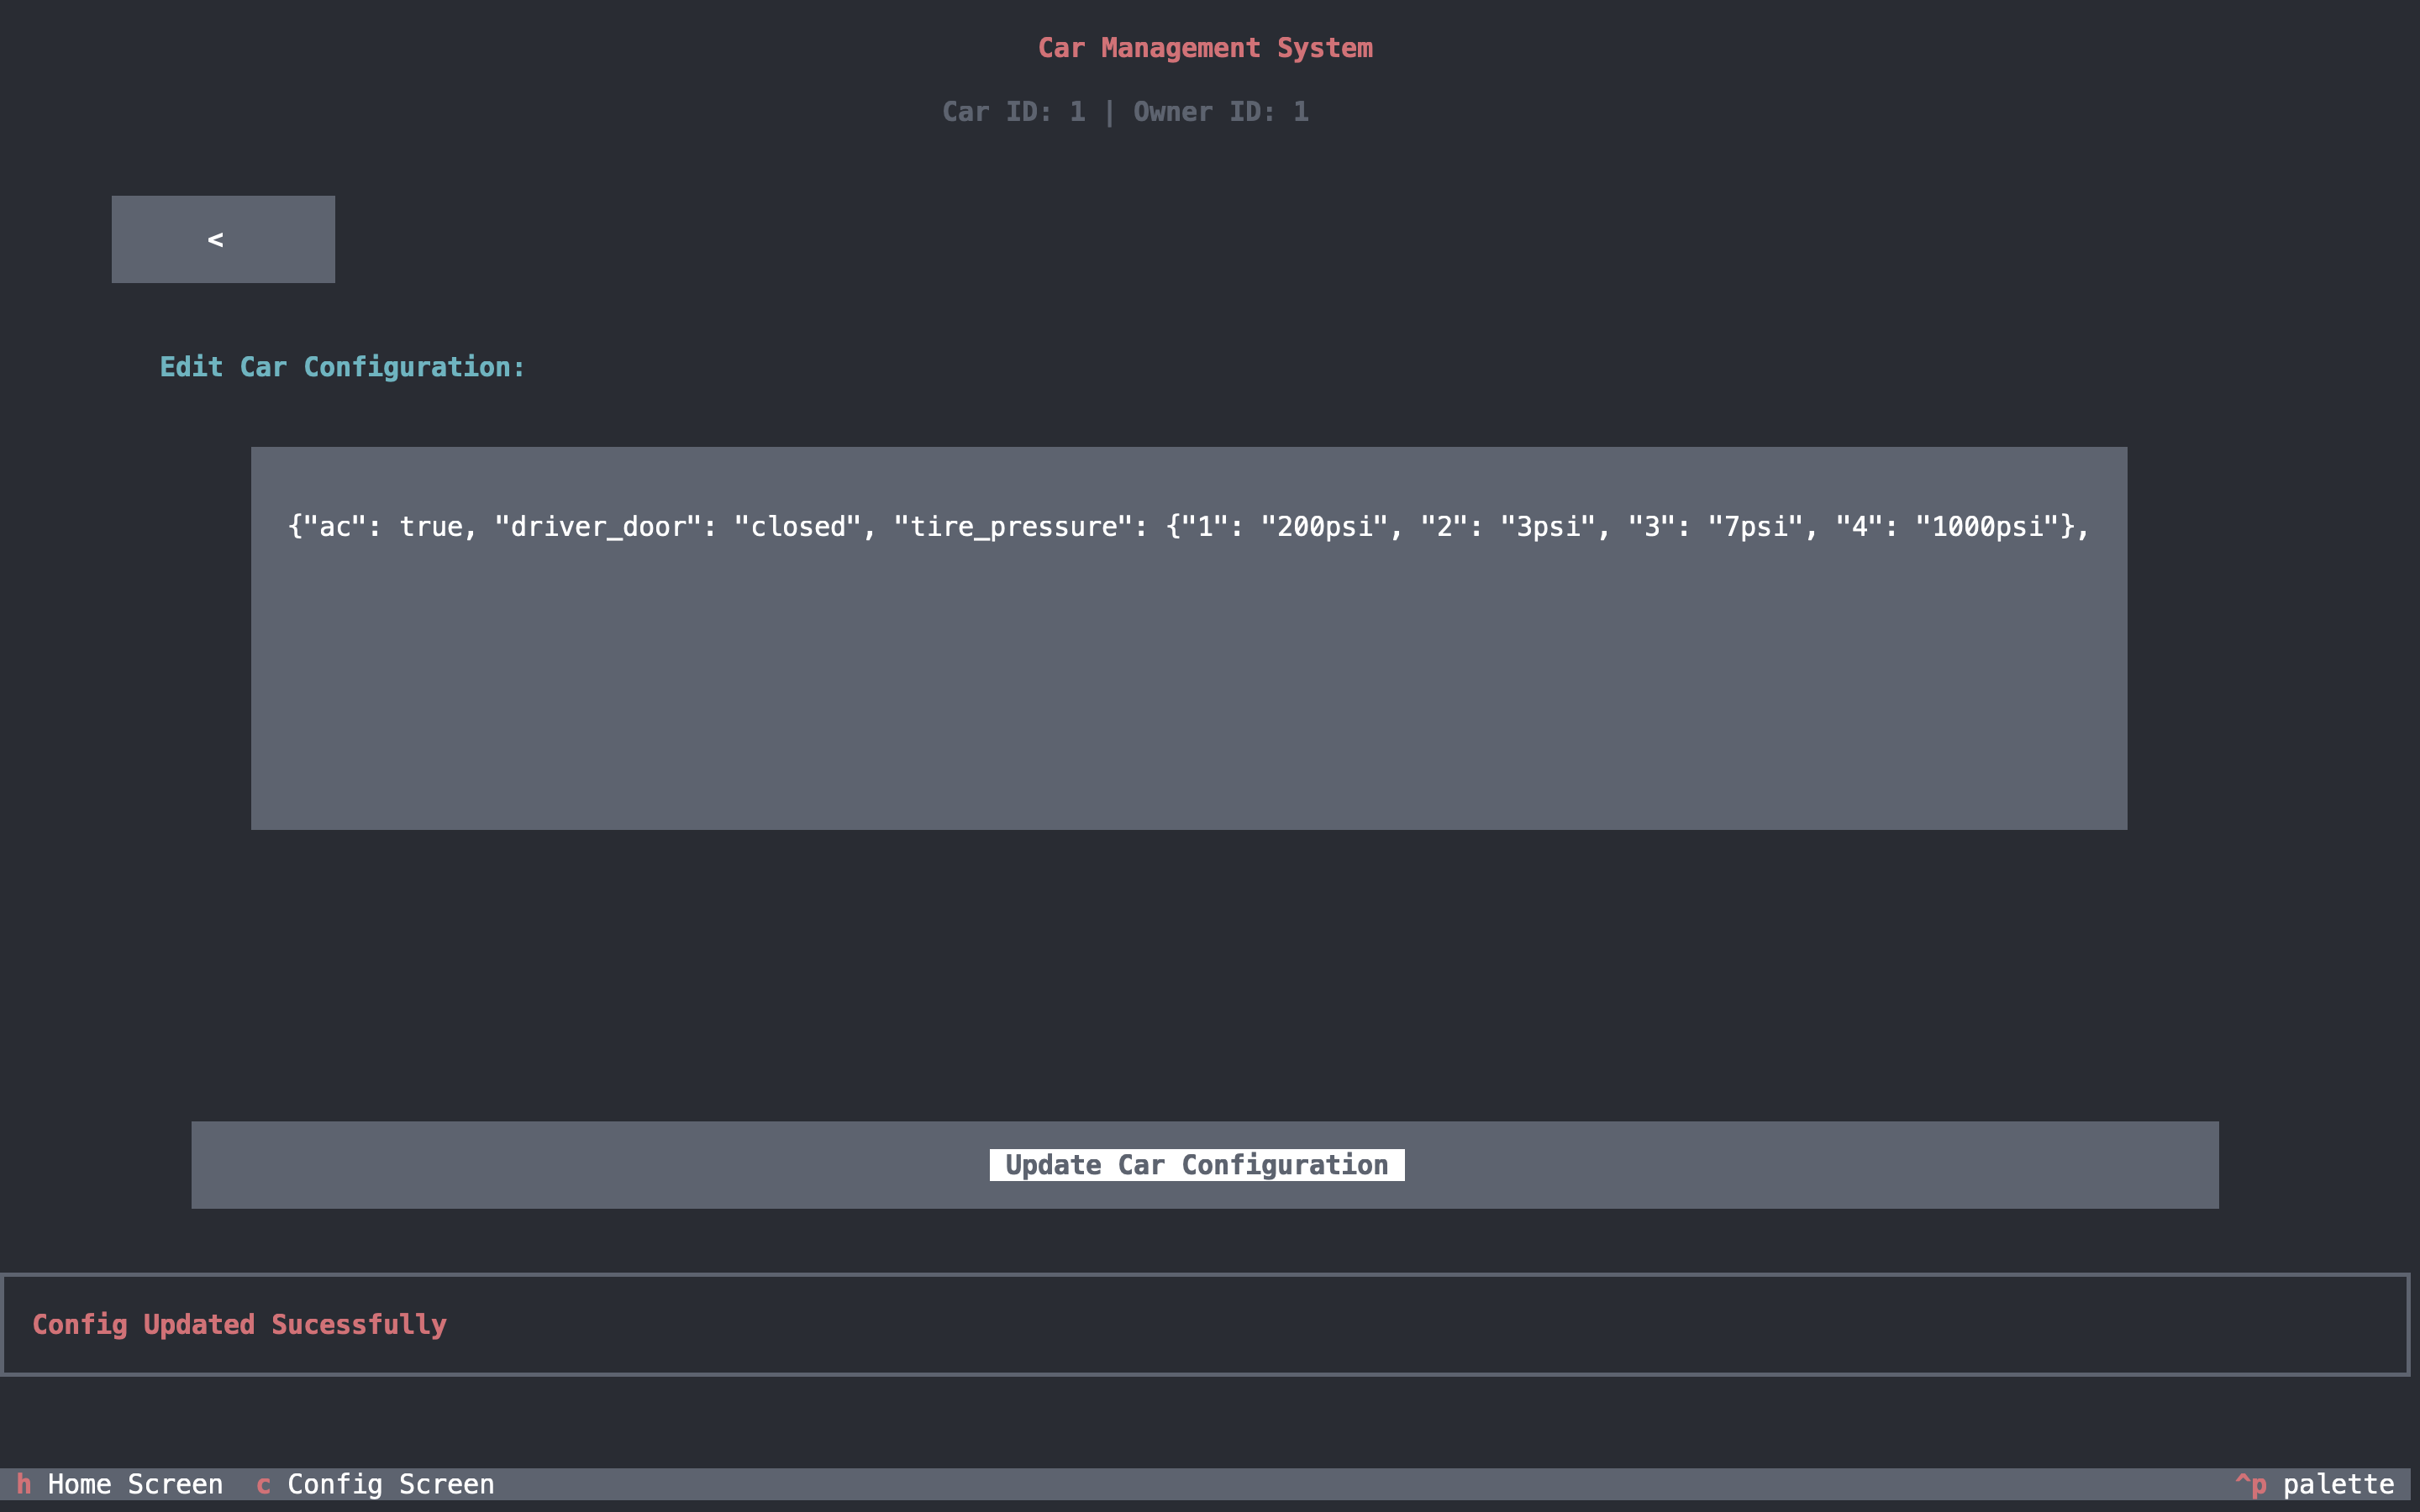 Car Management System
Car ID: 1 | Owner ID: 1
<
Edit Car Configuration:
{"ac": true, "driver_door": "closed", "tire_pressure": {"1": "200psi", "2": "3psi", "3": "7psi", "4": "1000psi"},
Update Car Configuration
Config Updated Sucessfully
h Home Screen c Config Screen ^p palette